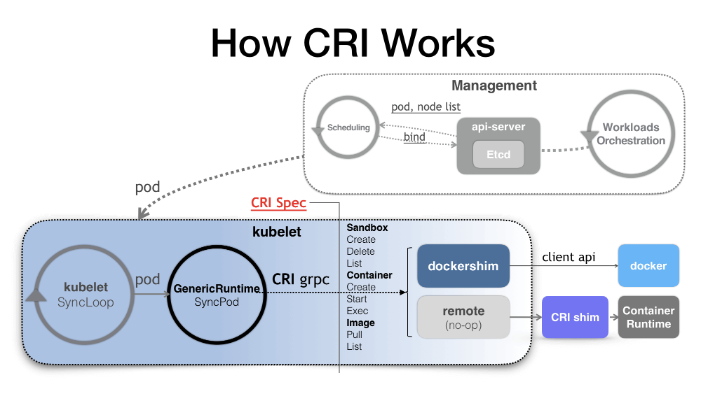 How CRI Works
Management
pod, node list
Scheduling
bind
api-server
Etcd
Workloads
Orchestration
pod
CRI Spec
kubelet
kubelet
SyncLoop
pod
GenericRuntime
SyncPod
CRI grpc
Sandbox
Create
Delete
List
Container
Create
Start
Exec
Image
Pull
List
dockershim
client api
docker
remote
(no-op)
CRI shim
Container
Runtime